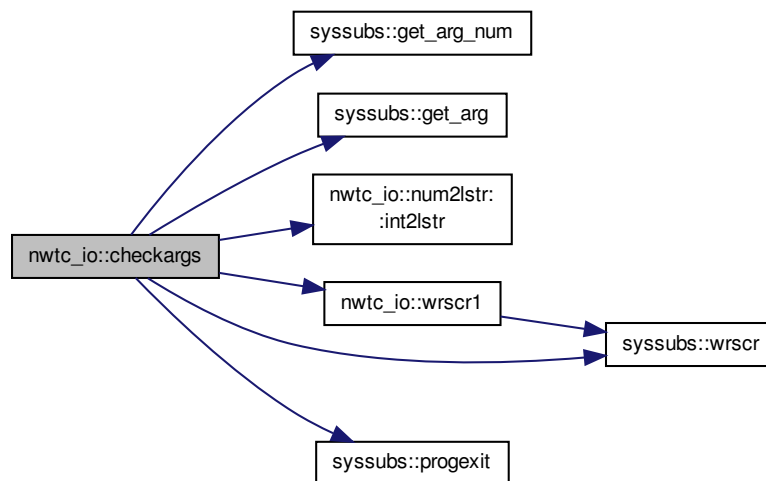 syssubs::get_arg_num
syssubs::get_arg
nwtc_io::num2lstr:
:int2lstr
nwtc_io::checkargs
nwtc_io::wrscr1
syssubs::wrscr
syssubs::progexit